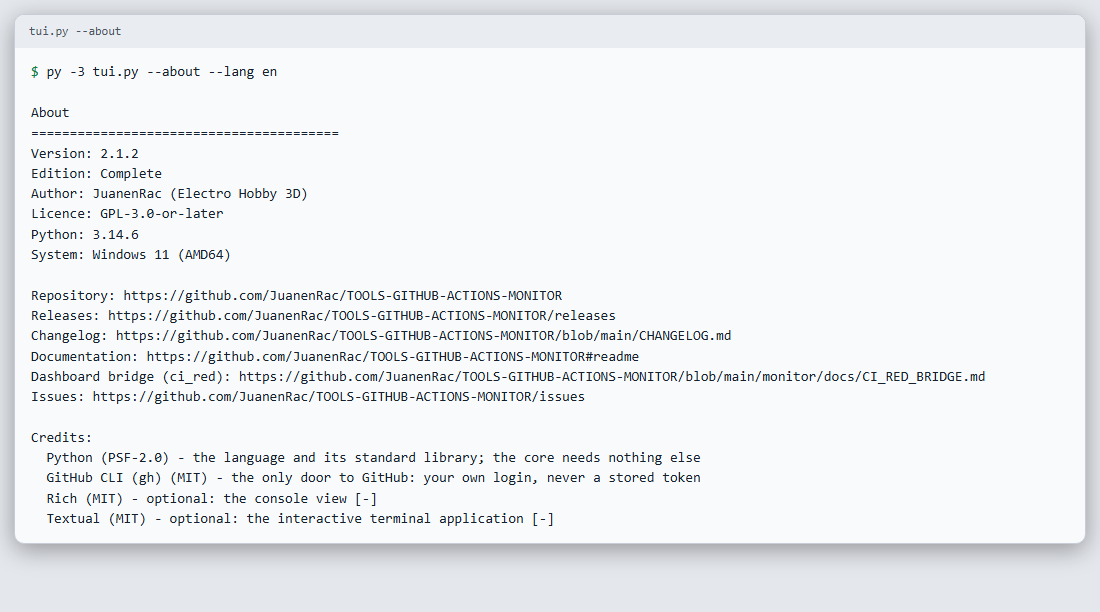 tui.py --about
$ py -3 tui.py --about --lang en
About
========================================
Version: 2.1.2
Edition: Complete
Author: JuanenRac (Electro Hobby 3D)
Licence: GPL-3.0-or-later
Python: 3.14.6
System: Windows 11 (AMD64)
Repository: https://github.com/JuanenRac/TOOLS-GITHUB-ACTIONS-MONITOR
Releases: https://github.com/JuanenRac/TOOLS-GITHUB-ACTIONS-MONITOR/releases
Changelog: https://github.com/JuanenRac/TOOLS-GITHUB-ACTIONS-MONITOR/blob/main/CHANGELOG.md
Documentation: https://github.com/JuanenRac/TOOLS-GITHUB-ACTIONS-MONITOR#readme
Dashboard bridge (ci_red): https://github.com/JuanenRac/TOOLS-GITHUB-ACTIONS-MONITOR/blob/main/monitor/docs/CI_RED_BRIDGE.md
Issues: https://github.com/JuanenRac/TOOLS-GITHUB-ACTIONS-MONITOR/issues
Credits:
Python (PSF-2.0) - the language and its standard library; the core needs nothing else
GitHub CLI (gh) (MIT) - the only door to GitHub: your own login, never a stored token
Rich (MIT) - optional: the console view [-]
Textual (MIT) - optional: the interactive terminal application [-]